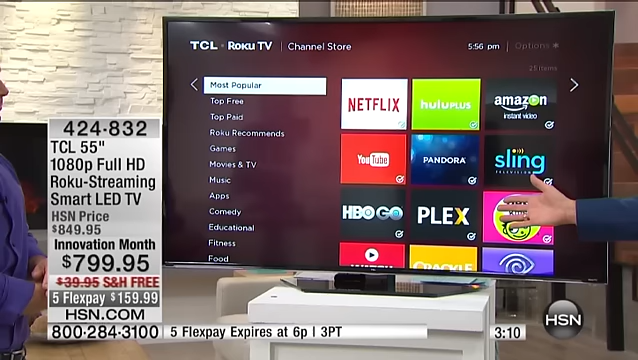 TCL · Roku TV | Channel Store
5:56 pm | Options *
25 items
Most Popular
Top Free
Top Paid
Roku Recommends
Games
Movies & TV
Music
Apps
Comedy
Educational
Fitness
Food
NETFLIX
huluPLUS
amazon
instant video
YouTube
PANDORA
sling
TELEVISION
HBO GO
PLEX
CRACKLE
424-832
TCL 55"
1080p Full HD
Roku-Streaming
Smart LED TV
HSN Price
$849.95
Innovation Month
$799.95
$39.95 S&H FREE
5 Flexpay $159.99
HSN.COM
800-284-3100
5 Flexpay Expires at 6p | 3PT
3:10
HSN